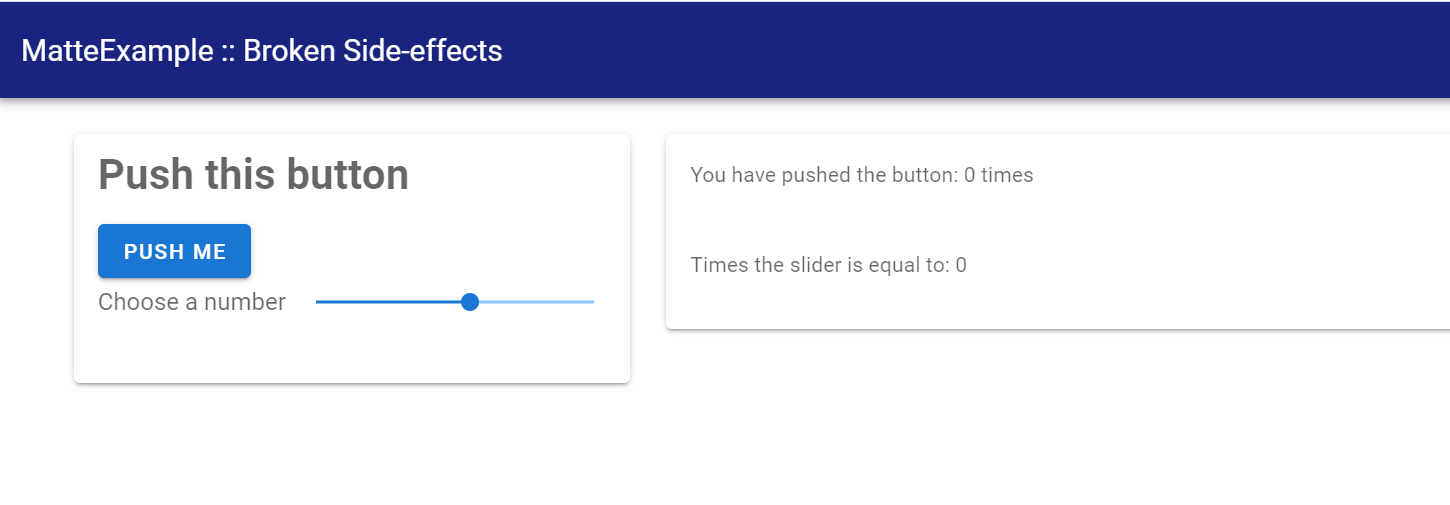 MatteExample :: Broken Side-effects
Push this button
PUSH ME
Choose a number
You have pushed the button: 0 times
Times the slider is equal to: 0